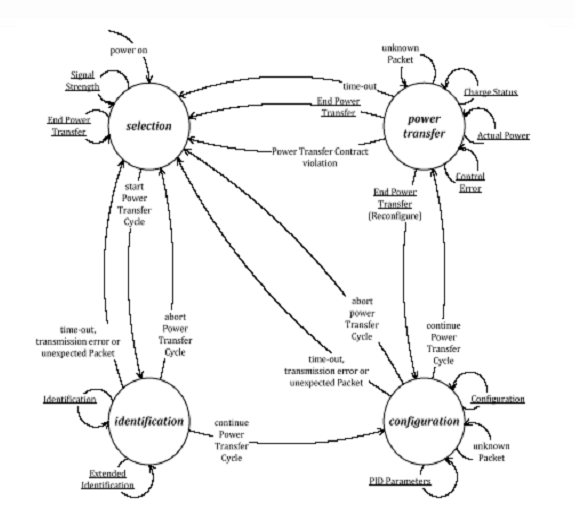 power on
Signal
Strength
End Power
Transfer
selection
unknown
Packet
time-out
End Power
Transfer
Power Transfer Contract
violation
power
transfer
Charge Status
Actual Power
Control
Error
start
Power
Transfer
Cycle
End Power
Transfer
(Reconfigure)
time-out,
transmission error or
unexpected Packet
abort
Power
Transfer
Cycle
abort
power
Transfer
Cycle
time-out,
transmission error or
unexpected Packet
continue
Power
Transfer
Cycle
Identification
identification
Extended
Identification
continue
Power
Transfer
Cycle
configuration
Configuration
unknown
Packet
PID Parameters